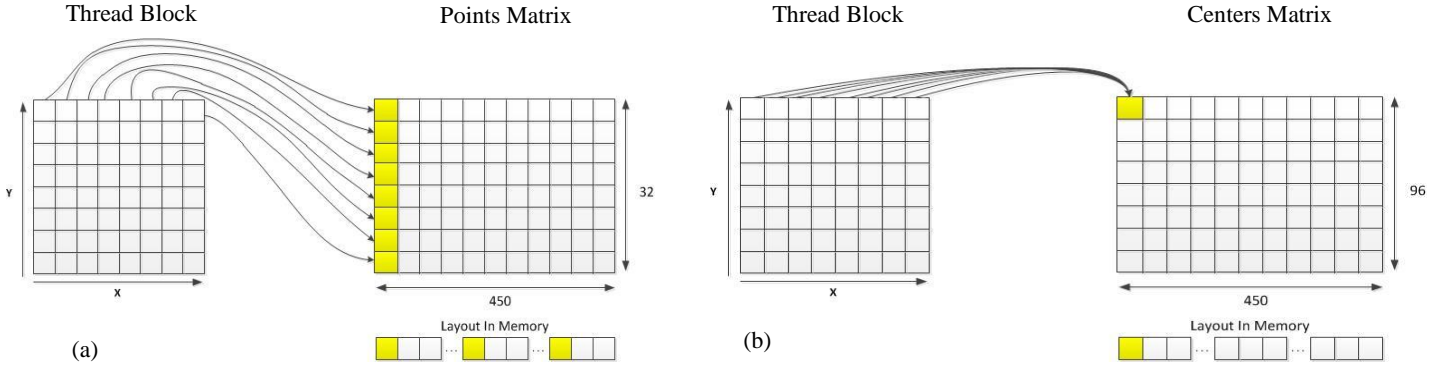 Thread Block
Points Matrix
Y
X
32
450
Layout In Memory
... ...
(a)
Thread Block
Centers Matrix
Y
X
96
450
Layout In Memory
... ...
(b)